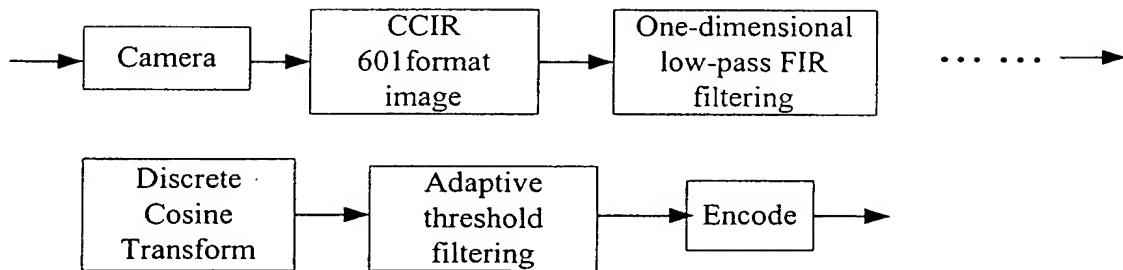 Camera
CCIR
601format
image
One-dimensional
low-pass FIR
filtering
... ...
Discrete
Cosine
Transform
Adaptive
threshold
filtering
Encode